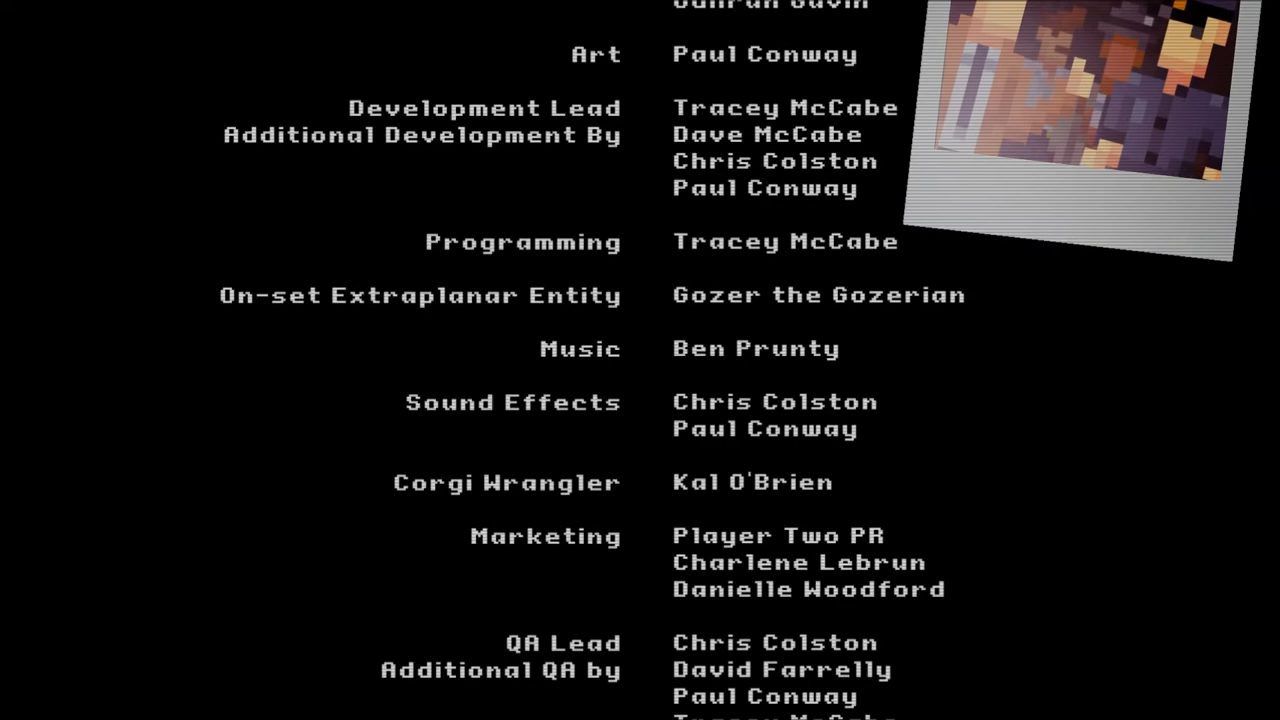 Art Paul Conway
Development Lead Tracey McCabe
Additional Development By Dave McCabe
Chris Colston
Paul Conway
Programming Tracey McCabe
On-set Extraplanar Entity Gozer the Gozerian
Music Ben Prunty
Sound Effects Chris Colston
Paul Conway
Corgi Wrangler Kal O'Brien
Marketing Player Two PR
Charlene Lebrun
Danielle Woodford
QA Lead Chris Colston
Additional QA by David Farrelly
Paul Conway